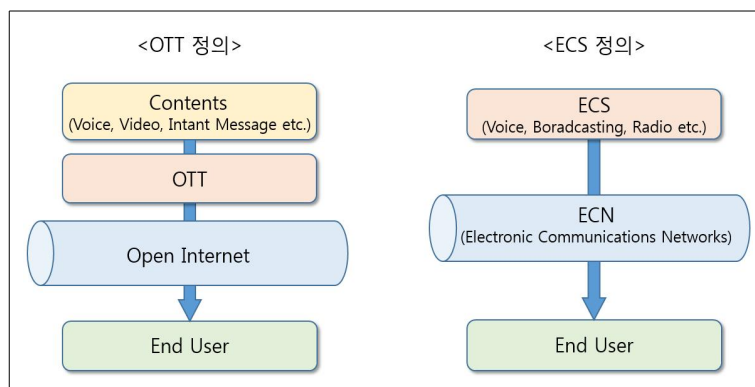 <OTT 정의>
Contents
(Voice, Video, Intant Message etc.)
OTT
Open Internet
End User
<ECS 정의>
ECS
(Voice, Boradcasting, Radio etc.)
ECN
(Electronic Communications Networks)
End User